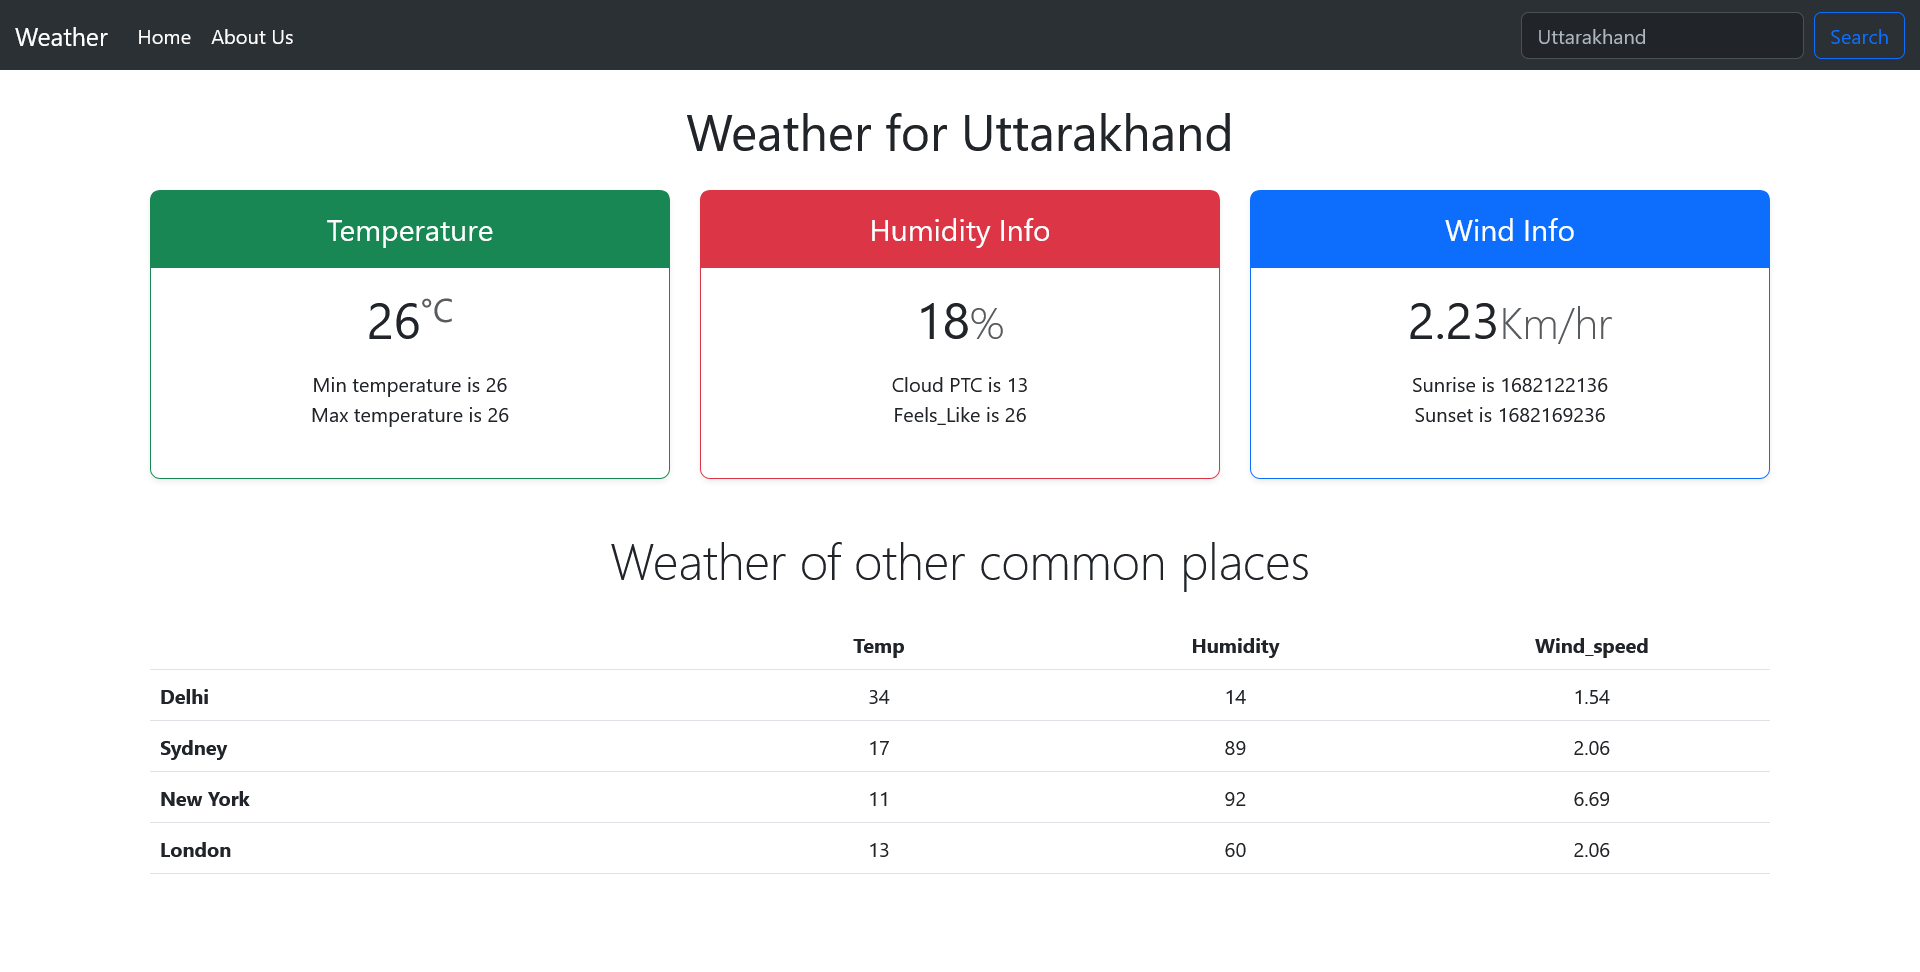 Weather Home About Us Uttarakhand Search
Weather for Uttarakhand
Temperature
26°C
Min temperature is 26
Max temperature is 26
Humidity Info
18%
Cloud PTC is 13
Feels_Like is 26
Wind Info
2.23Km/hr
Sunrise is 1682122136
Sunset is 1682169236
Weather of other common places
Temp Humidity Wind_speed
Delhi 34 14 1.54
Sydney 17 89 2.06
New York 11 92 6.69
London 13 60 2.06